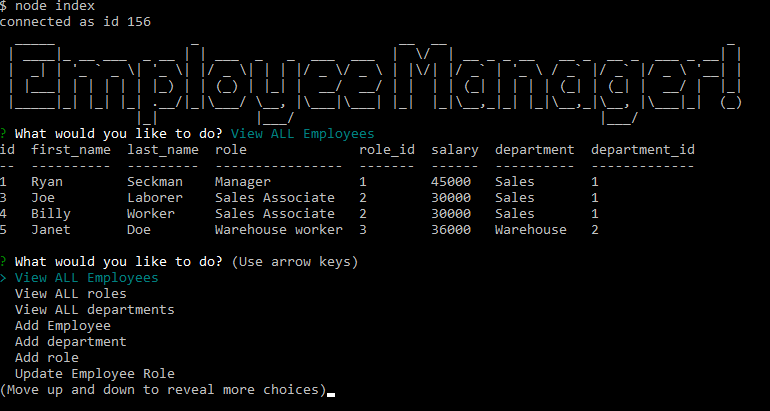 $ node index
connected as id 156
Employee Manager!
? What would you like to do? View ALL Employees
id  first_name  last_name  role              role_id  salary  department  department_id
--  ----------  ---------  ----------------  -------  ------  ----------  -------------
1   Ryan        Seckman    Manager           1        45000   Sales       1
3   Joe         Laborer    Sales Associate   2        30000   Sales       1
4   Billy       Worker     Sales Associate   2        30000   Sales       1
5   Janet       Doe        Warehouse worker  3        36000   Warehouse   2
? What would you like to do? (Use arrow keys)
> View ALL Employees
View ALL roles
View ALL departments
Add Employee
Add department
Add role
Update Employee Role
(Move up and down to reveal more choices)